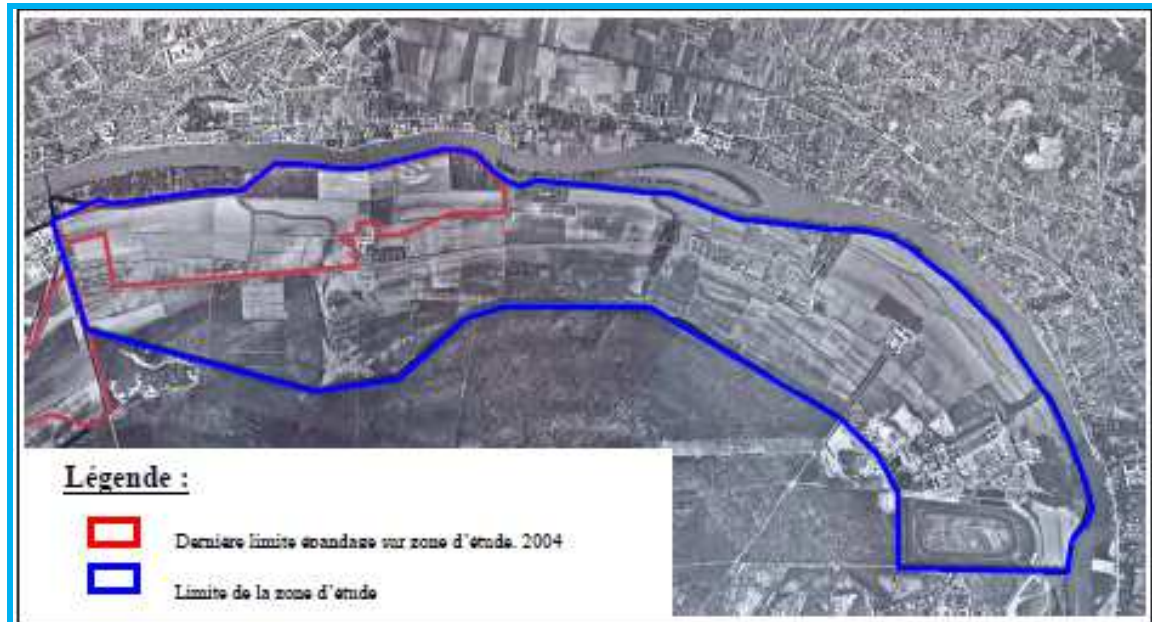 Légende :
Dernière limite épandage sur zone d'étude. 2004
Limite de la zone d'étude